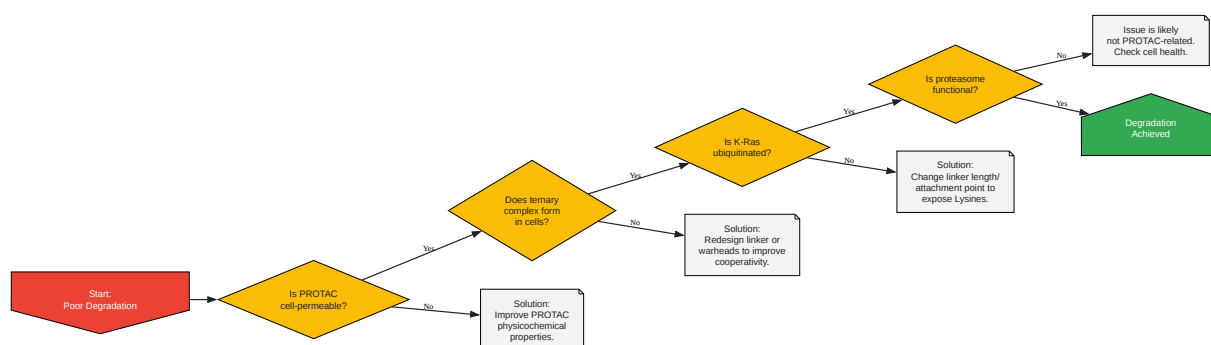 Start:
Poor Degradation
Is PROTAC
cell-permeable?
Yes
No
Solution:
Improve PROTAC
physicochemical
properties.
Does ternary
complex form
in cells?
Yes
No
Solution:
Redesign linker or
warheads to improve
cooperativity.
Is K-Ras
ubiquitinated?
Yes
No
Solution:
Change linker length/
attachment point to
expose Lysines.
Is proteasome
functional?
No
Issue is likely
not PROTAC-related.
Check cell health.
Yes
Degradation
Achieved